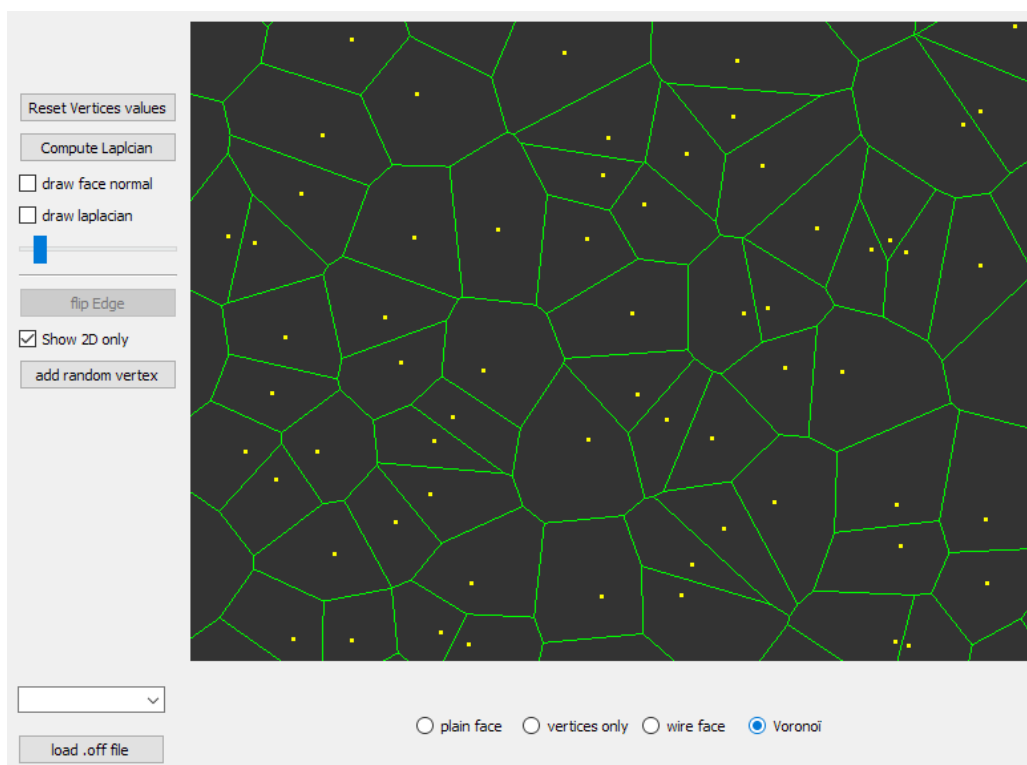 Reset Vertices values
Compute Laplcian
draw face normal
draw laplacian
flip Edge
Show 2D only
add random vertex
load .off file
plain face
vertices only
wire face
Voronoï